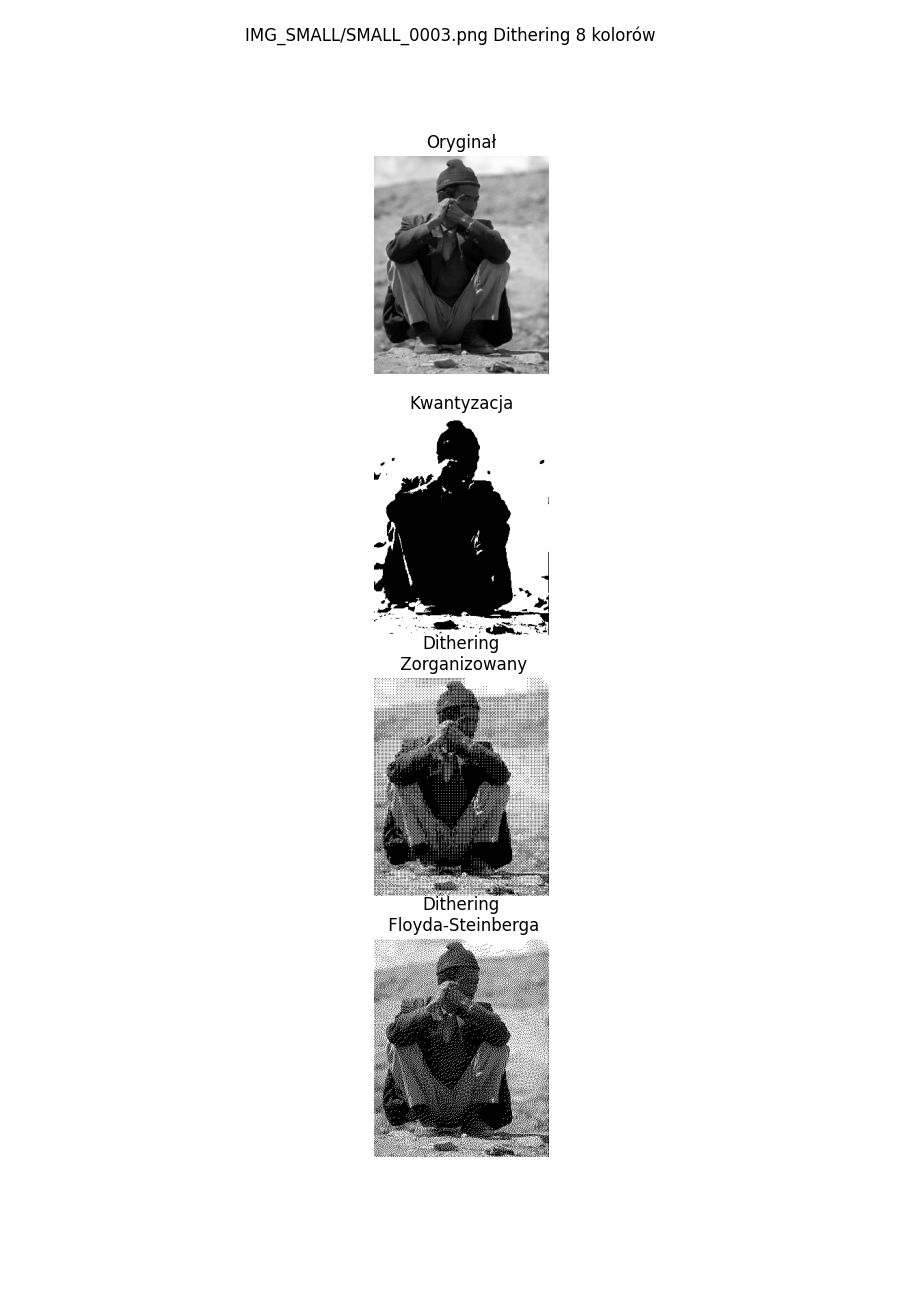 IMG_SMALL/SMALL_0003.png Dithering 8 kolorów
Oryginał
Kwantyzacja
Dithering
Zorganizowany
Dithering
Floyda-Steinberga